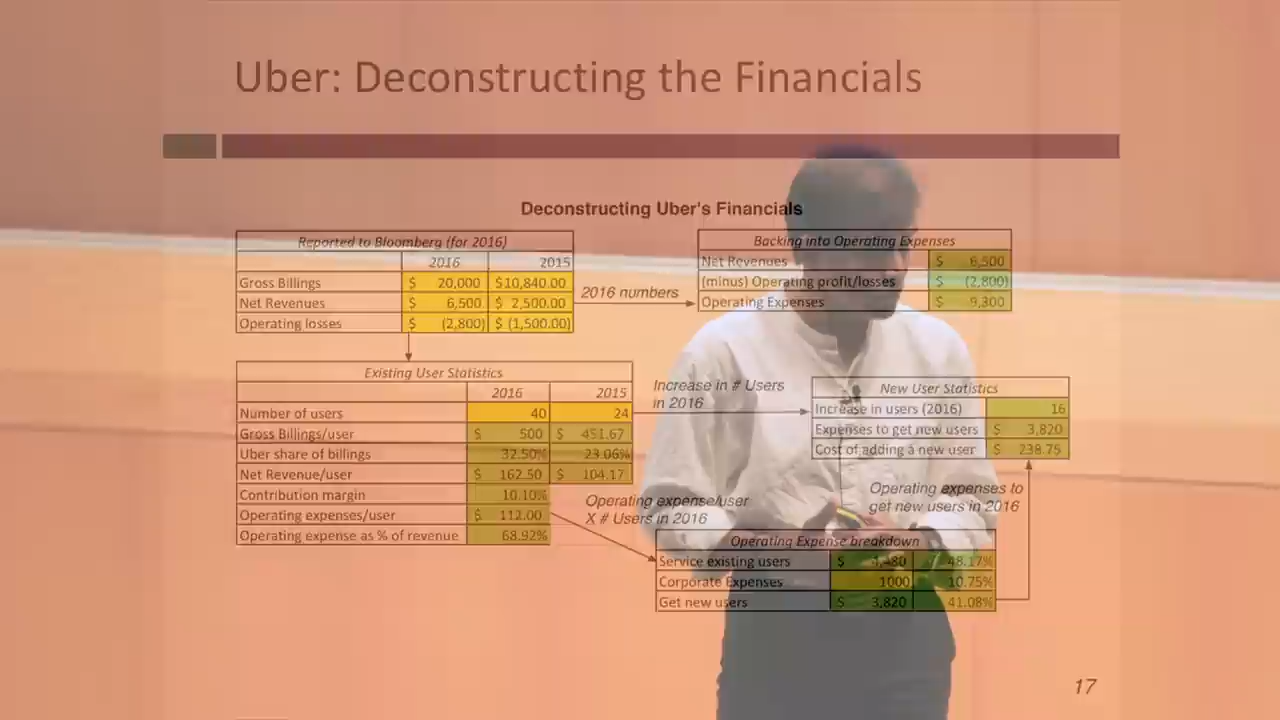 Uber: Deconstructing the Financials
Deconstructing Uber's Financials
Reported to Bloomberg (for 2016)
2016 2015
Gross Billings $ 20,000 $10,840.00
Net Revenues $ 6,500 $ 2,500.00
Operating losses $ (2,800) $ (1,500.00)
2016 numbers
Backing into Operating Expenses
Net Revenues $ 6,500
(minus) Operating profit/losses $ (2,800)
Operating Expenses $ 9,300
Existing User Statistics
2016 2015
Number of users 40 24
Gross Billings/user $ 500 $ 451.67
Uber share of billings 32.50% 23.06%
Net Revenue/user $ 162.50 $ 104.17
Contribution margin 10.10%
Operating expenses/user $ 112.00
Operating expense as % of revenue 68.92%
Increase in # Users
in 2016
New User Statistics
Increase in users (2016) 16
Expenses to get new users $ 3,820
Cost of adding a new user $ 238.75
Operating expense/user
X # Users in 2016
Operating expenses to
get new users in 2016
Operating Expense breakdown
Service existing users $ 4,480 48.17%
Corporate Expenses 1000 10.75%
Get new users $ 3,820 41.08%
17